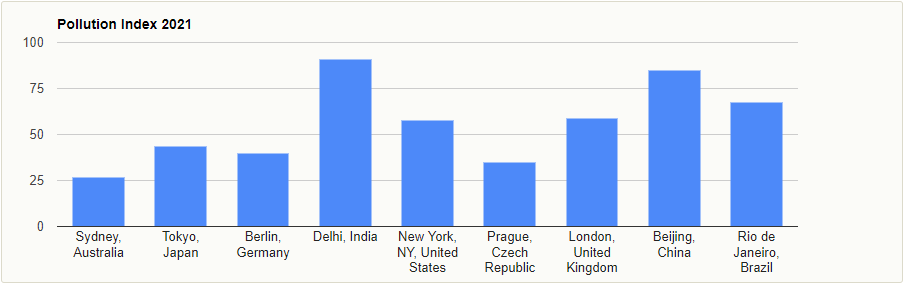 Pollution Index 2021
100
75
50
25
0
Sydney,
Australia
Tokyo,
Japan
Berlin,
Germany
Delhi, India
New York,
NY, United
States
Prague,
Czech
Republic
London,
United
Kingdom
Beijing,
China
Rio de
Janeiro,
Brazil